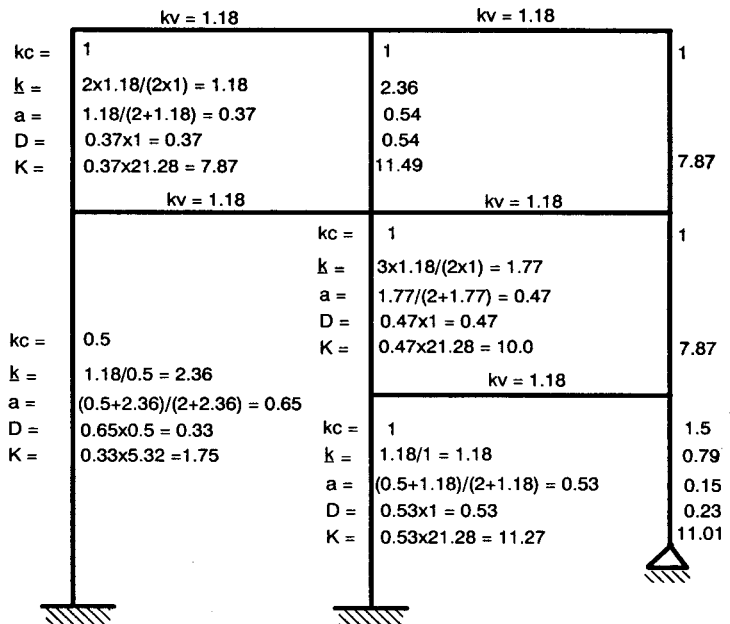 kv = 1.18 kv = 1.18
kc = 1 1 1
k = 2x1.18/(2x1) = 1.18 2.36
a = 1.18/(2+1.18) = 0.37 0.54
D = 0.37x1 = 0.37 0.54
K = 0.37x21.28 = 7.87 11.49 7.87
kv = 1.18 kv = 1.18
kc = 1 1
k = 3x1.18/(2x1) = 1.77
a = 1.77/(2+1.77) = 0.47
D = 0.47x1 = 0.47
K = 0.47x21.28 = 10.0 7.87
kc = 0.5
k = 1.18/0.5 = 2.36
a = (0.5+2.36)/(2+2.36) = 0.65
D = 0.65x0.5 = 0.33
K = 0.33x5.32 =1.75
kv = 1.18
kc = 1 1.5
k = 1.18/1 = 1.18 0.79
a = (0.5+1.18)/(2+1.18) = 0.53 0.15
D = 0.53x1 = 0.53 0.23
K = 0.53x21.28 = 11.27 11.01